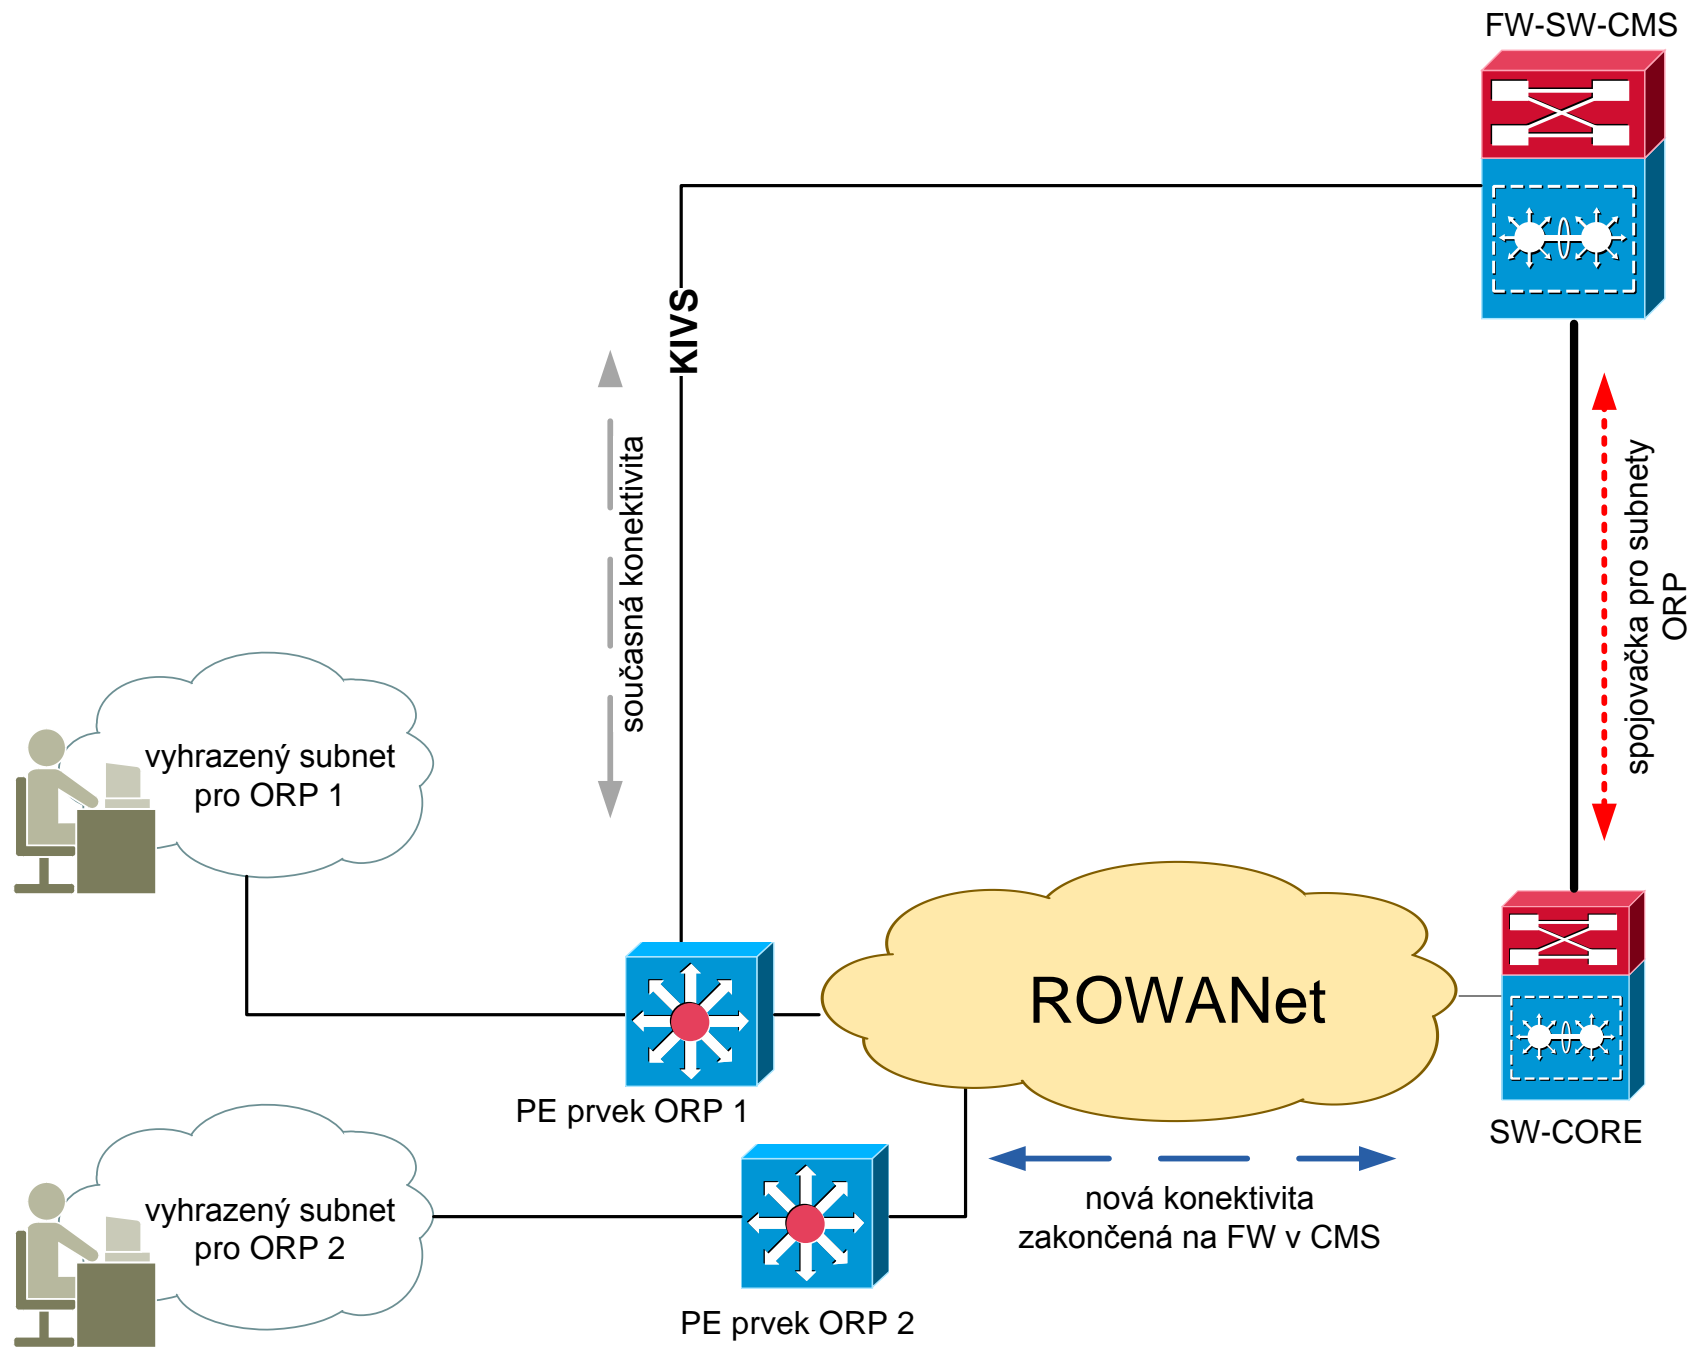 FW-SW-CMS
KIVS
současná konektivita
spojovačka pro subnety
ORP
vyhrazený subnet
pro ORP 1
ROWANet
PE prvek ORP 1
SW-CORE
vyhrazený subnet
pro ORP 2
nová konektivita
zakončená na FW v CMS
PE prvek ORP 2